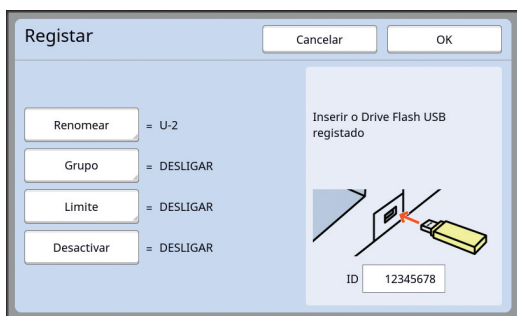 Registar
Cancelar
OK
Renomear = U-2
Grupo = DESLIGAR
Limite = DESLIGAR
Desactivar = DESLIGAR
Inserir o Drive Flash USB
registado
ID 12345678